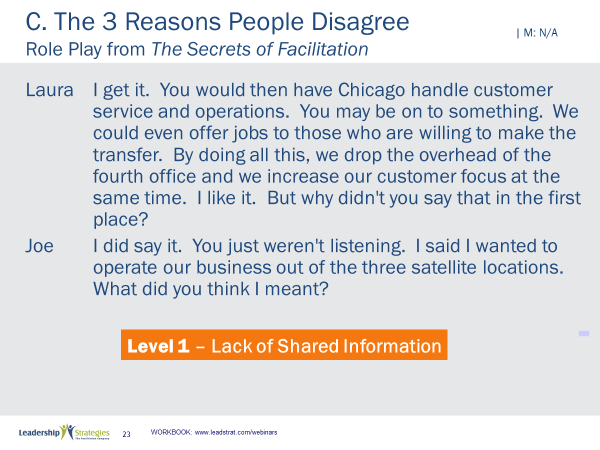 C. The 3 Reasons People Disagree
Role Play from The Secrets of Facilitation
| M: N/A
Laura I get it. You would then have Chicago handle customer
service and operations. You may be on to something. We
could even offer jobs to those who are willing to make the
transfer. By doing all this, we drop the overhead of the
fourth office and we increase our customer focus at the
same time. I like it. But why didn't you say that in the first
place?
Joe I did say it. You just weren't listening. I said I wanted to
operate our business out of the three satellite locations.
What did you think I meant?
Level 1 – Lack of Shared Information
Leadership Strategies
The Facilitation Company
23
WORKBOOK: www.leadstrat.com/webinars